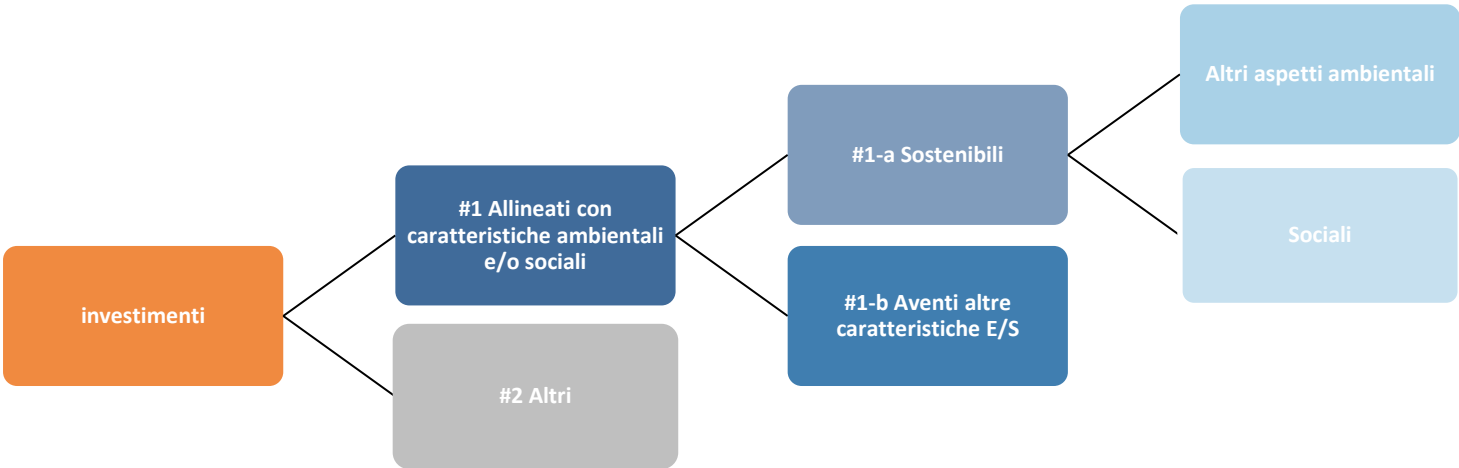 investimenti
#1 Allineati con
caratteristiche ambientali
e/o sociali
#2 Altri
#1-a Sostenibili
#1-b Aventi altre
caratteristiche E/S
Altri aspetti ambientali
Sociali